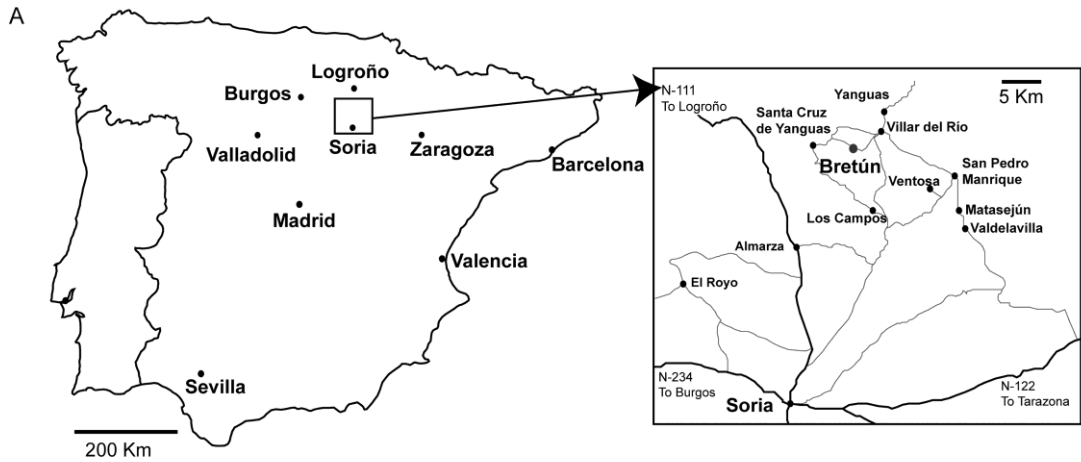 A
Logroño
Burgos
Valladolid
Soria
Zaragoza
Barcelona
Madrid
Valencia
Sevilla
200 Km
N-111
To Logroño
5 Km
Yanguas
Santa Cruz
de Yanguas
Villar del Río
Bretún
San Pedro
Manrique
Ventosa
Los Campos
Matasejún
Valdelavilla
Almarza
El Royo
N-234
To Burgos
Soria
N-122
To Tarazona